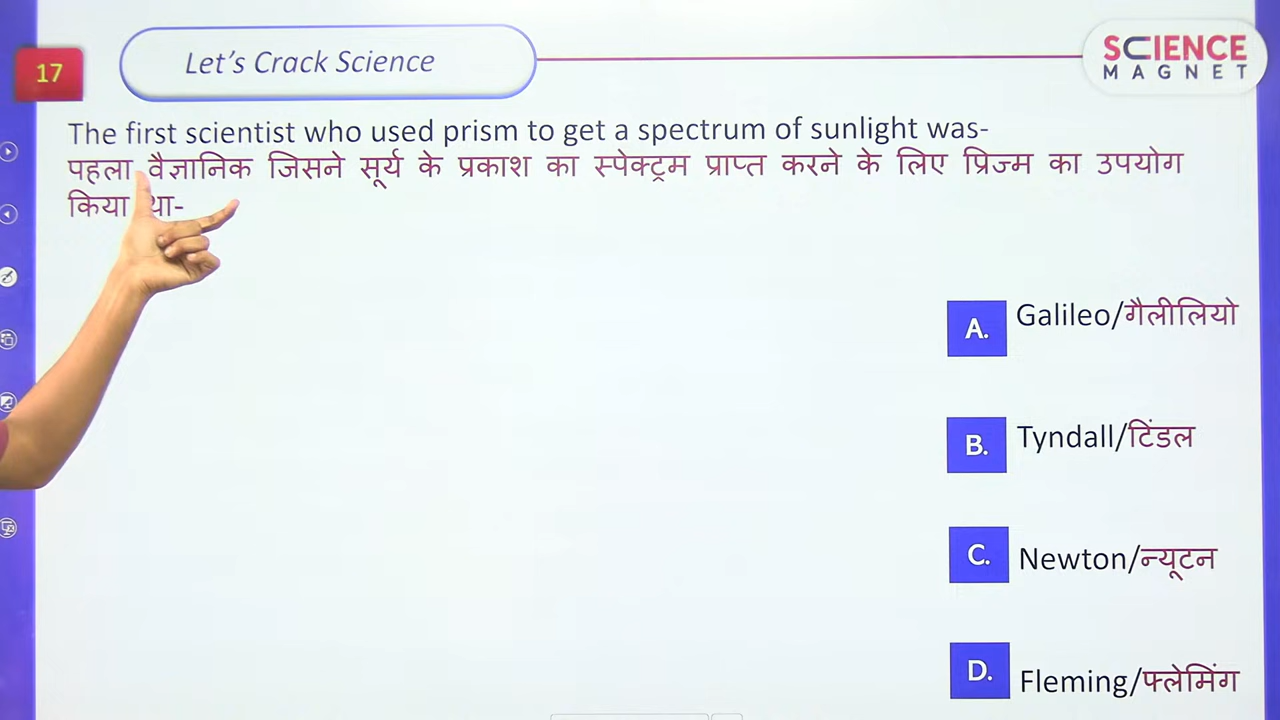 17
Let's Crack Science
SCIENCE
MAGNET
The first scientist who used prism to get a spectrum of sunlight was-
पहला वैज्ञानिक जिसने सूर्य के प्रकाश का स्पेक्ट्रम प्राप्त करने के लिए प्रिज्म का उपयोग
किया था-
A. Galileo/गैलीलियो
B. Tyndall/टिंडल
C. Newton/न्यूटन
D. Fleming/फ्लेमिंग